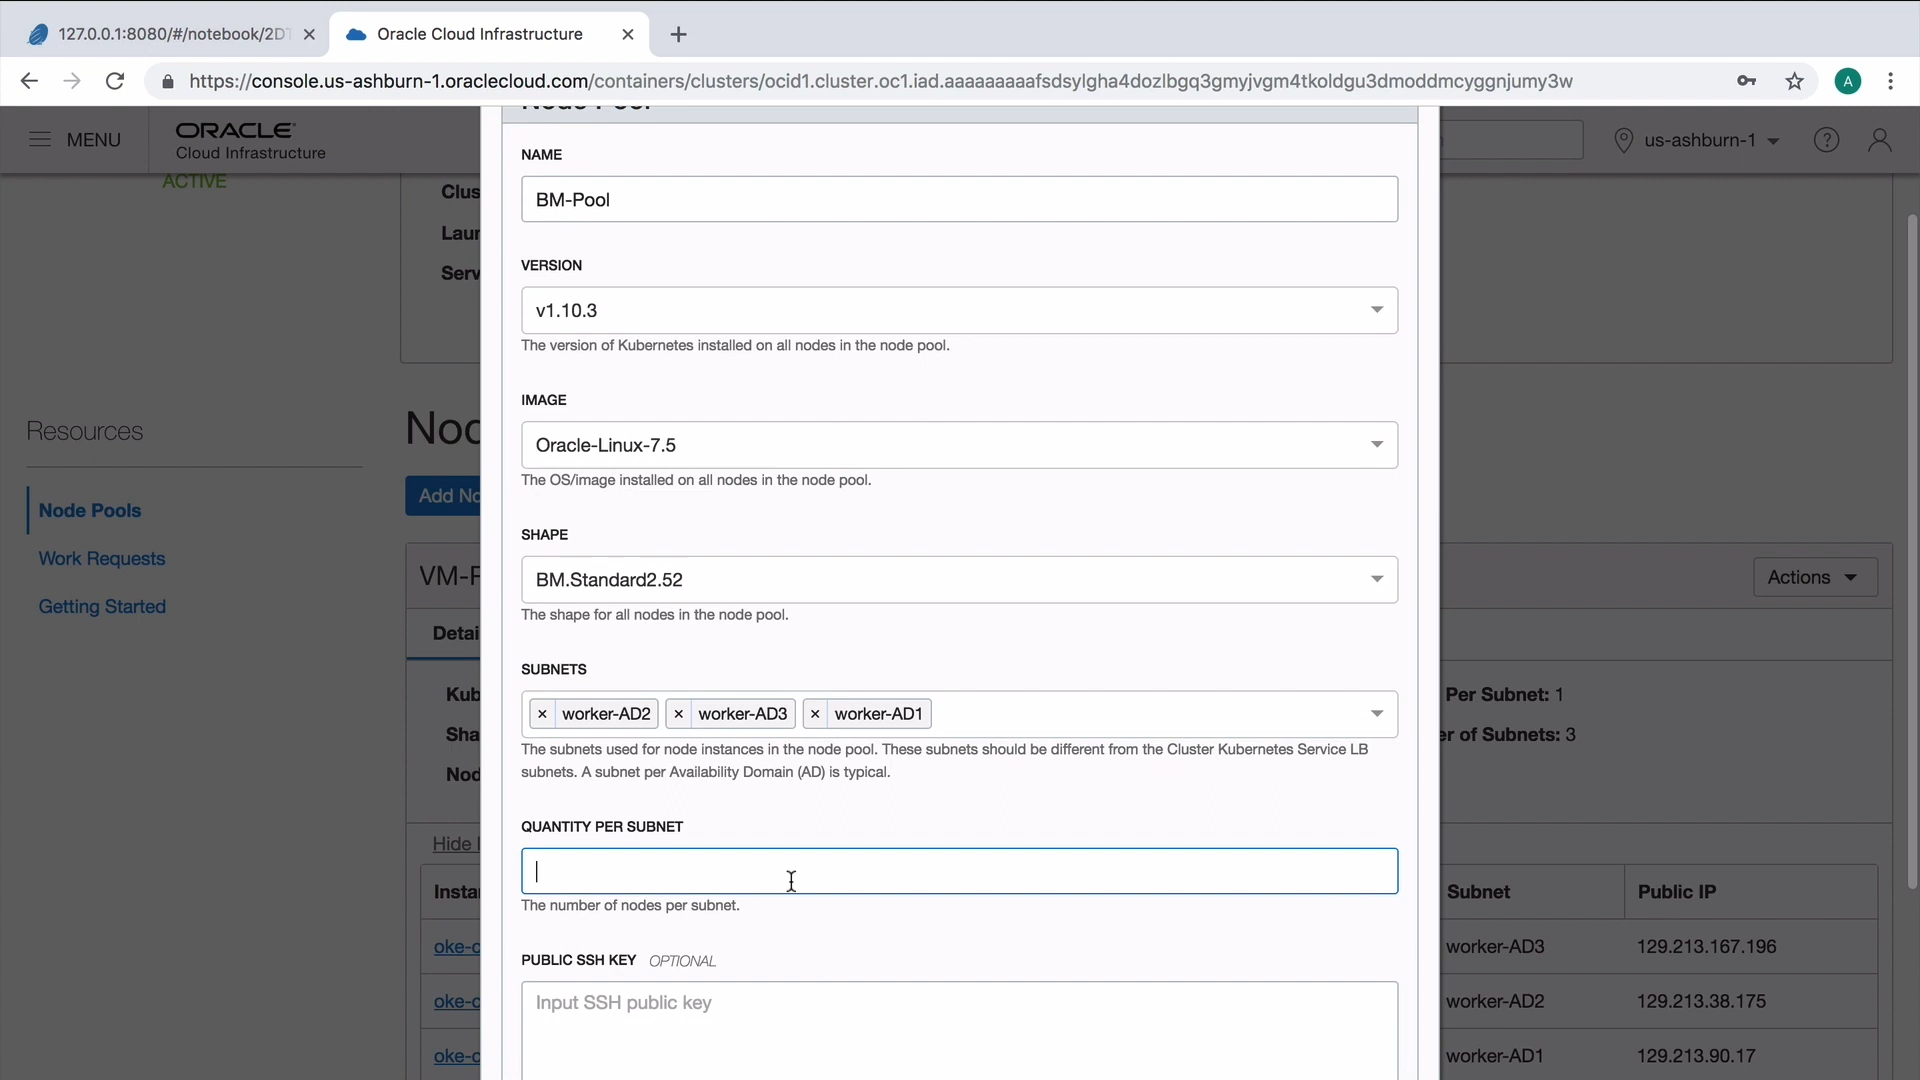 127.0.0.1:8080/#/notebook/2DT
Oracle Cloud Infrastructure
https://console.us-ashburn-1.oraclecloud.com/containers/clusters/ocid1.cluster.oc1.iad.aaaaaaaaafsdsylgha4dozlbgq3gmyjvgm4tkoldgu3dmoddmcyggnjumy3w
A
MENU
ORACLE
Cloud Infrastructure
us-ashburn-1
ACTIVE
Clus
Laun
Serv
Resources
Node Pools
Work Requests
Getting Started
Nod
Add No
VM-P
Actions
Detai
Kub
Sha
Nod
Per Subnet: 1
er of Subnets: 3
Hide I
Insta
Subnet
Public IP
oke-c
worker-AD3
129.213.167.196
oke-c
worker-AD2
129.213.38.175
oke-c
worker-AD1
129.213.90.17
Node Pool
NAME
BM-Pool
VERSION
v1.10.3
The version of Kubernetes installed on all nodes in the node pool.
IMAGE
Oracle-Linux-7.5
The OS/image installed on all nodes in the node pool.
SHAPE
BM.Standard2.52
The shape for all nodes in the node pool.
SUBNETS
× worker-AD2 × worker-AD3 × worker-AD1
The subnets used for node instances in the node pool. These subnets should be different from the Cluster Kubernetes Service LB
subnets. A subnet per Availability Domain (AD) is typical.
QUANTITY PER SUBNET
The number of nodes per subnet.
PUBLIC SSH KEY OPTIONAL
Input SSH public key